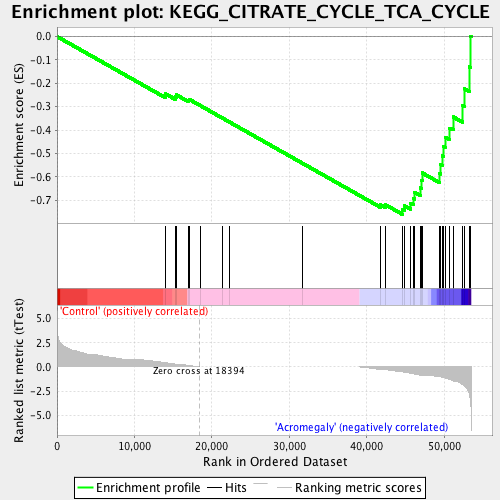 Enrichment plot: KEGG_CITRATE_CYCLE_TCA_CYCLE
Enrichment score (ES)
0.0
-0.1
-0.2
-0.3
-0.4
-0.5
-0.6
-0.7
'Control' (positively correlated)
Ranked list metric (tTest)
5.0
2.5
0.0
-2.5
-5.0
Zero cross at 18394
'Acromegaly' (negatively correlated)
0
10,000
20,000
30,000
40,000
50,000
Rank in Ordered Dataset
Enrichment profile
Hits
Ranking metric scores